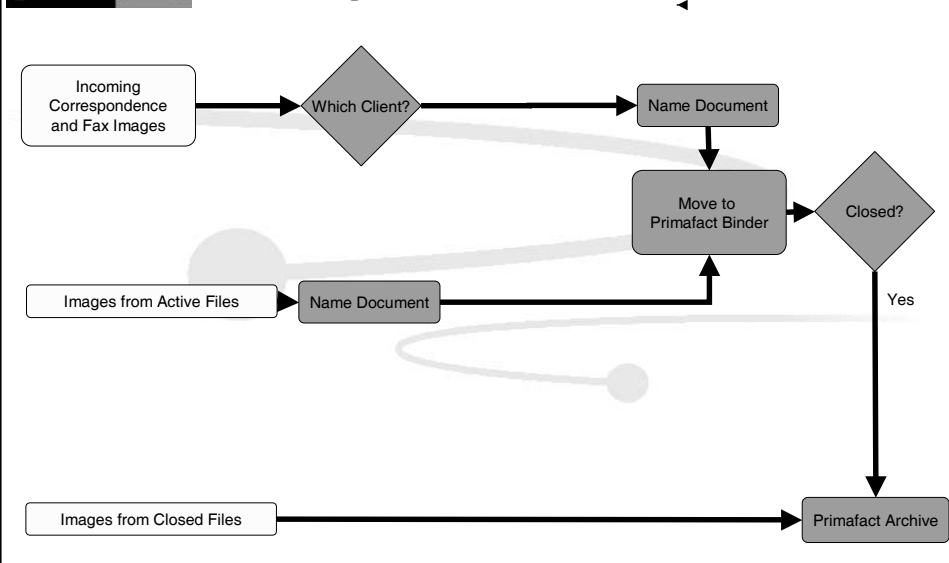 Incoming
Correspondence
and Fax Images
Which Client?
Name Document
Move to
Primafact Binder
Closed?
Images from Active Files
Name Document
Yes
Images from Closed Files
Primafact Archive